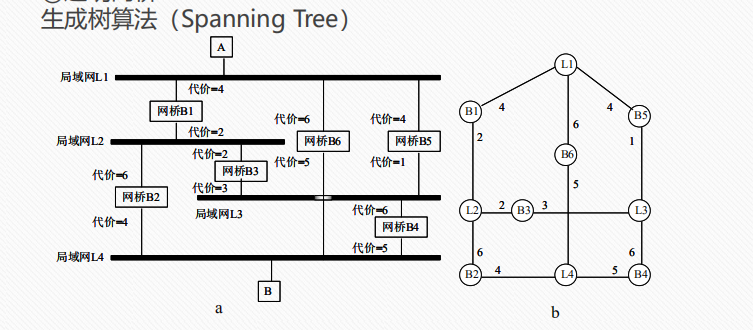 生成树算法（Spanning Tree）
A
局域网L1
代价=4
网桥B1
代价=2
局域网L2
代价=6
网桥B2
代价=4
代价=2
网桥B3
代价=3
代价=6
网桥B6
代价=5
代价=4
网桥B5
代价=1
局域网L3
代价=6
网桥B4
代价=5
局域网L4
B
a
L1
4
4
B1
6
B5
2
B6
1
5
L2
2
B3
3
L3
6
6
B2
4
L4
5
B4
b